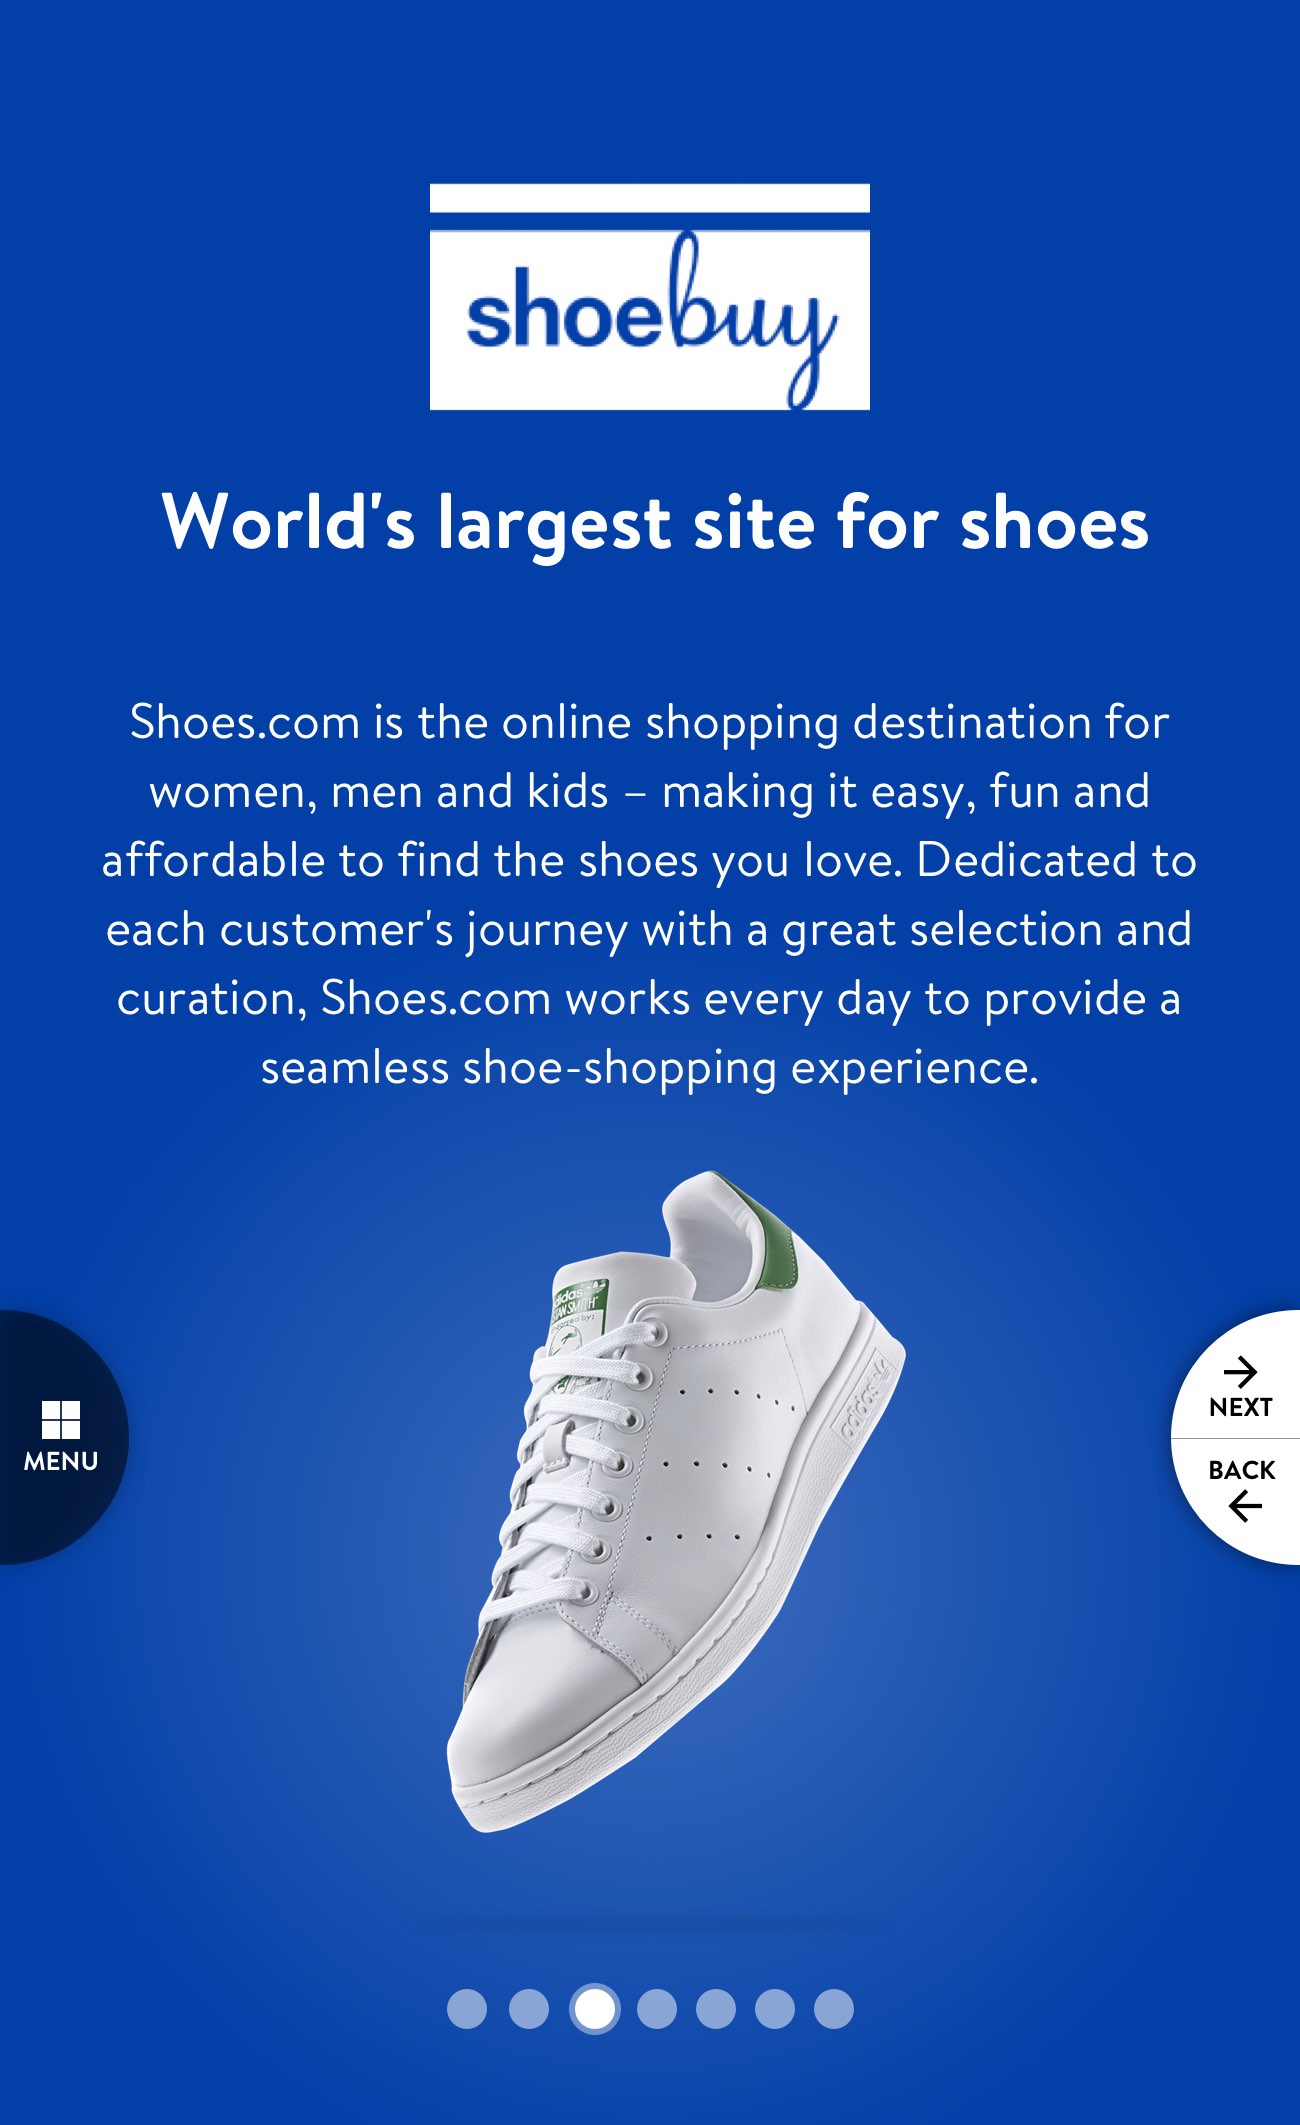 shoebuy
World's largest site for shoes
Shoes.com is the online shopping destination for
women, men and kids – making it easy, fun and
affordable to find the shoes you love. Dedicated to
each customer's journey with a great selection and
curation, Shoes.com works every day to provide a
seamless shoe-shopping experience.
adidas
STAN SMITH
adidas
MENU
NEXT
BACK